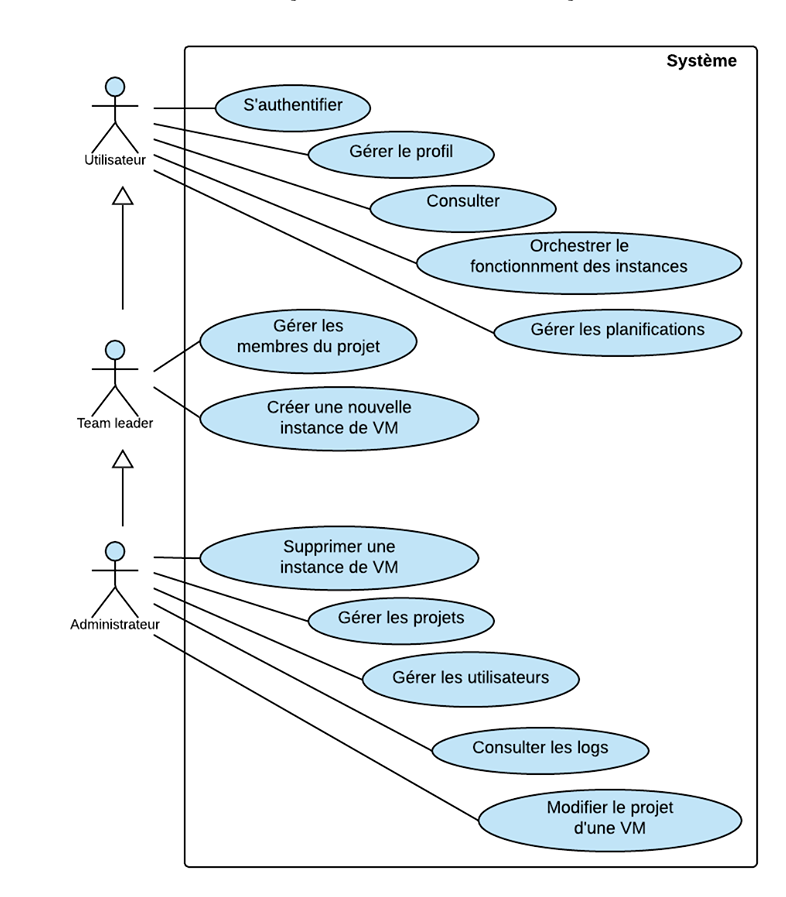 Système
S'authentifier
Gérer le profil
Utilisateur
Consulter
Orchestrer le
fonctionnment des instances
Gérer les planifications
Gérer les
membres du projet
Team leader
Créer une nouvelle
instance de VM
Supprimer une
instance de VM
Gérer les projets
Administrateur
Gérer les utilisateurs
Consulter les logs
Modifier le projet
d'une VM